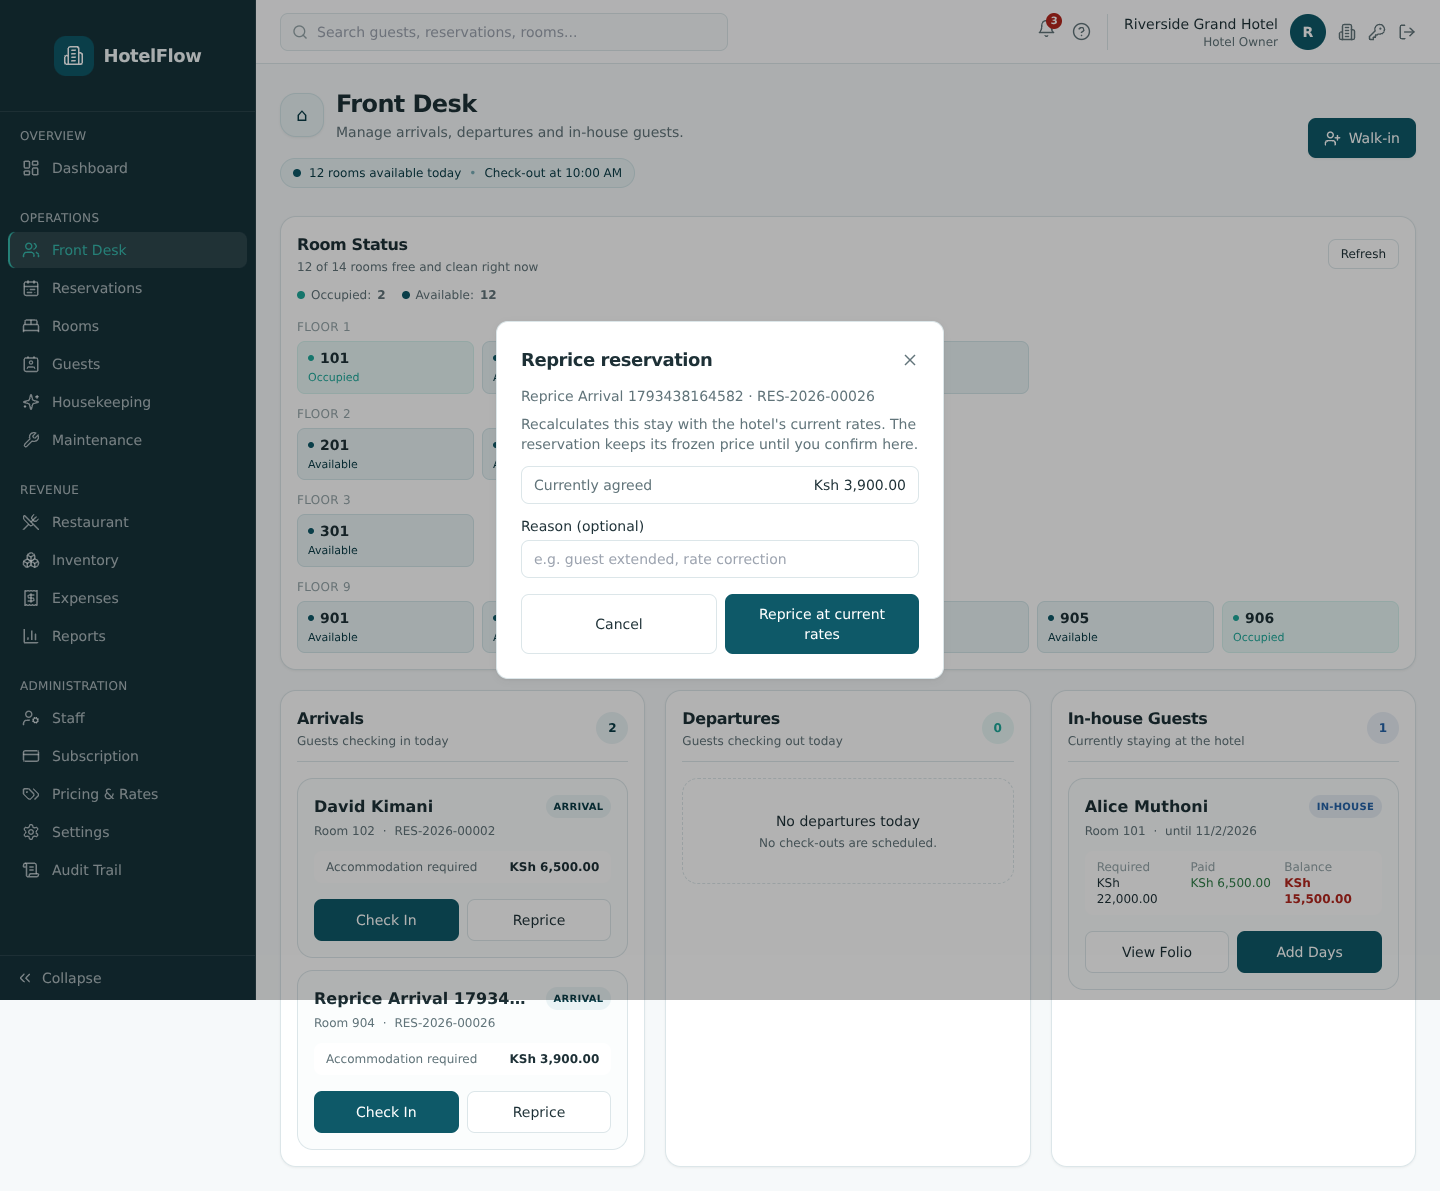 HotelFlow
OVERVIEW
Dashboard
OPERATIONS
Front Desk
Reservations
Rooms
Guests
Housekeeping
Maintenance
REVENUE
Restaurant
Inventory
Expenses
Reports
ADMINISTRATION
Staff
Subscription
Pricing & Rates
Settings
Audit Trail
Collapse
Search guests, reservations, rooms...
3
Riverside Grand Hotel
Hotel Owner
R
Front Desk
Manage arrivals, departures and in-house guests.
12 rooms available today • Check-out at 10:00 AM
Walk-in
Room Status
12 of 14 rooms free and clean right now
Refresh
Occupied: 2 Available: 12
FLOOR 1
101
Occupied
FLOOR 2
201
Available
FLOOR 3
301
Available
FLOOR 9
901
Available
905
Available
906
Occupied
Reprice reservation
Reprice Arrival 1793438164582 · RES-2026-00026
Recalculates this stay with the hotel's current rates. The
reservation keeps its frozen price until you confirm here.
Currently agreed Ksh 3,900.00
Reason (optional)
e.g. guest extended, rate correction
Cancel
Reprice at current
rates
Arrivals
Guests checking in today
2
David Kimani
ARRIVAL
Room 102 · RES-2026-00002
Accommodation required KSh 6,500.00
Check In
Reprice
Reprice Arrival 17934...
ARRIVAL
Room 904 · RES-2026-00026
Accommodation required KSh 3,900.00
Check In
Reprice
Departures
Guests checking out today
0
No departures today
No check-outs are scheduled.
In-house Guests
Currently staying at the hotel
1
Alice Muthoni
IN-HOUSE
Room 101 · until 11/2/2026
Required
KSh
22,000.00
Paid
KSh 6,500.00
Balance
KSh
15,500.00
View Folio
Add Days